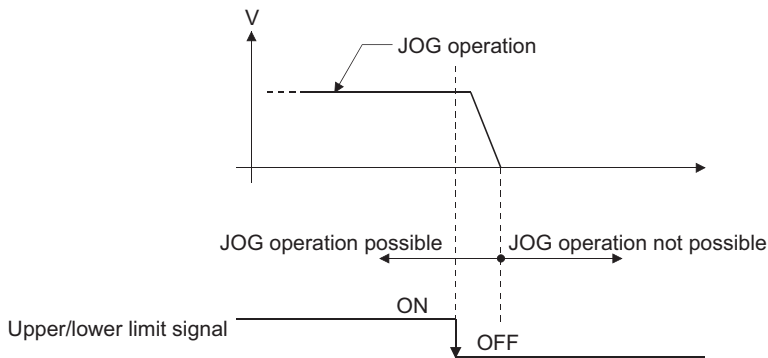 V
JOG operation
JOG operation possible
JOG operation not possible
ON
Upper/lower limit signal
OFF